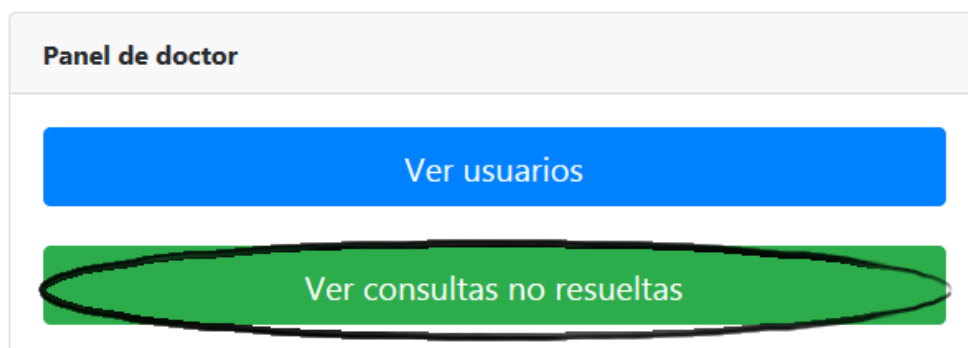 Panel de doctor
Ver usuarios
Ver consultas no resueltas